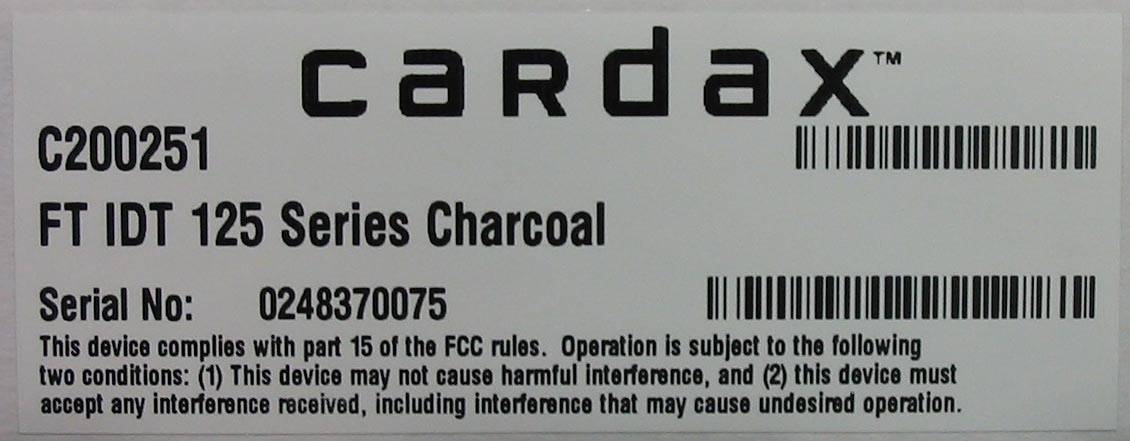 cardax™
C200251
FT IDT 125 Series Charcoal
Serial No: 0248370075
This device complies with part 15 of the FCC rules. Operation is subject to the following
two conditions: (1) This device may not cause harmful interference, and (2) this device must
accept any interference received, including interference that may cause undesired operation.